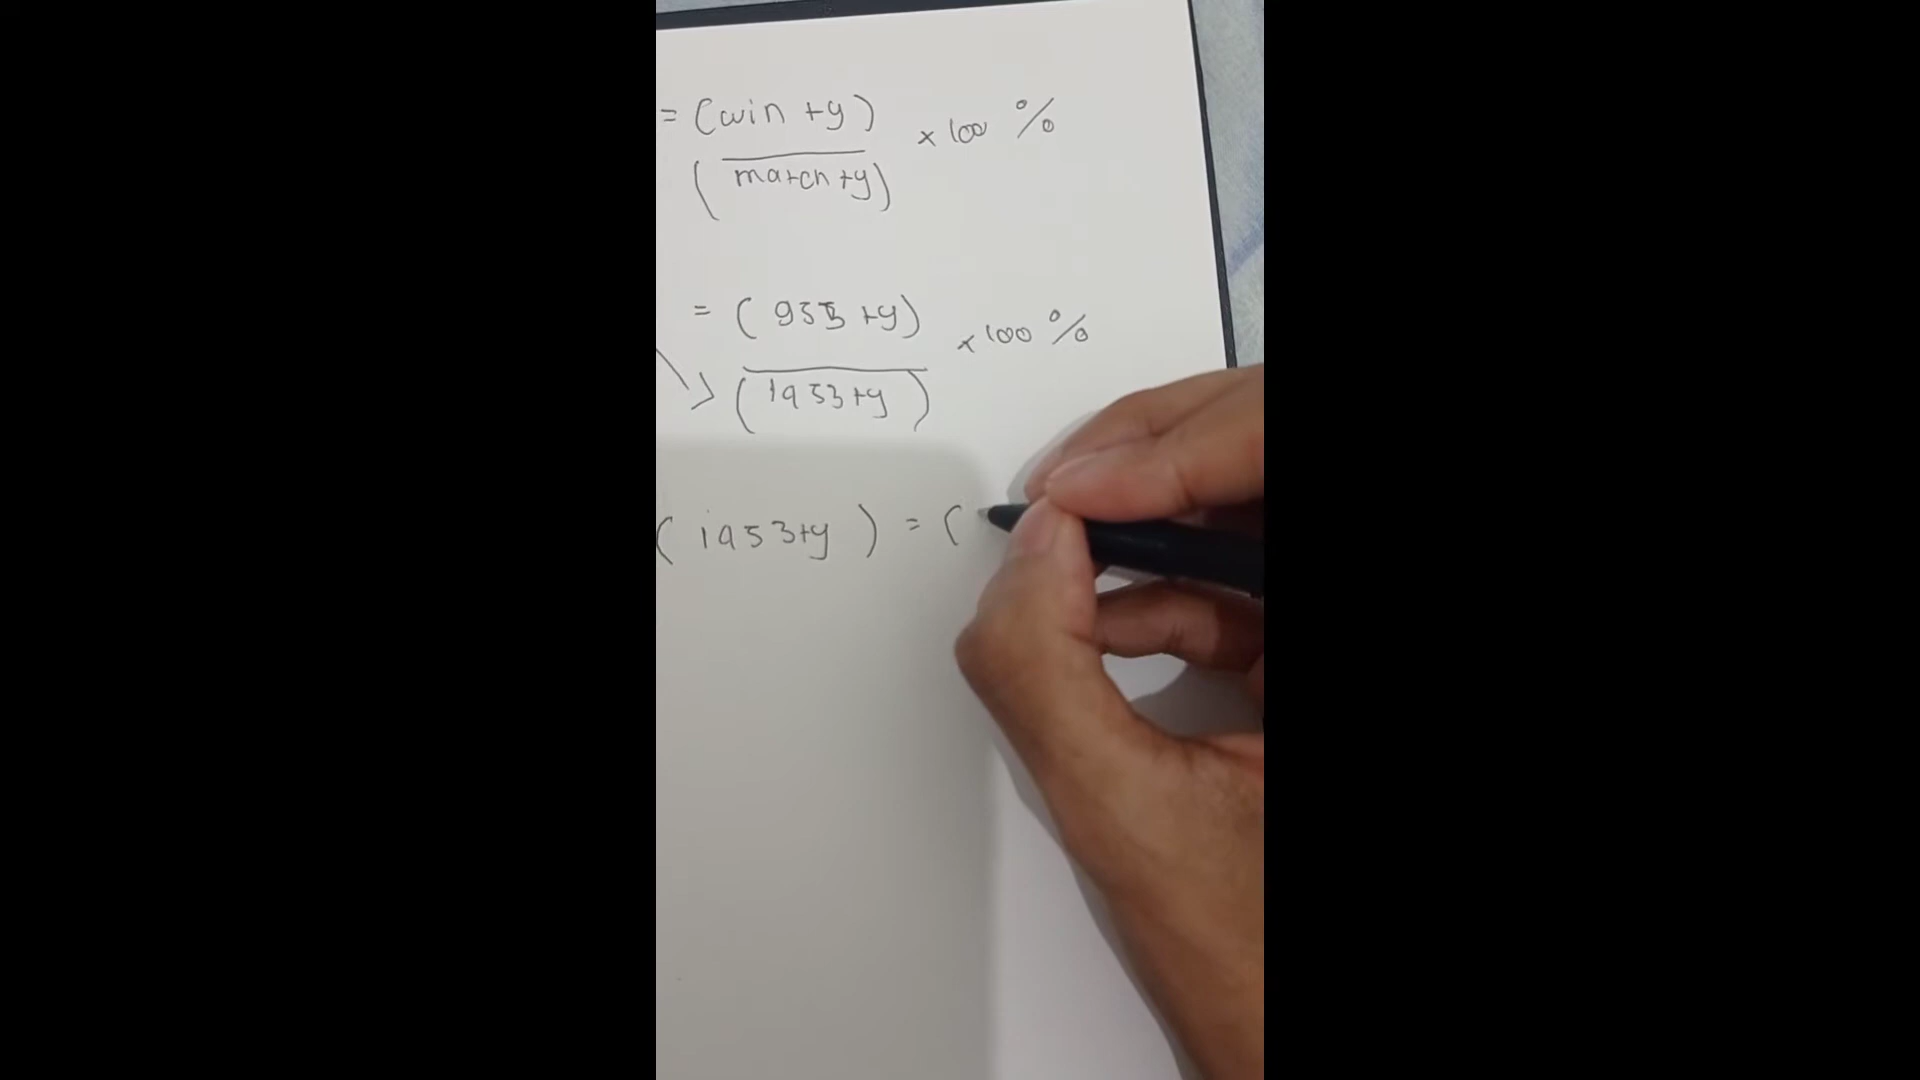 = (win + y)
× 100 %
(match + y)
= (953 + y)
× 100 %
(1953 + y)
(1953 + y) = (